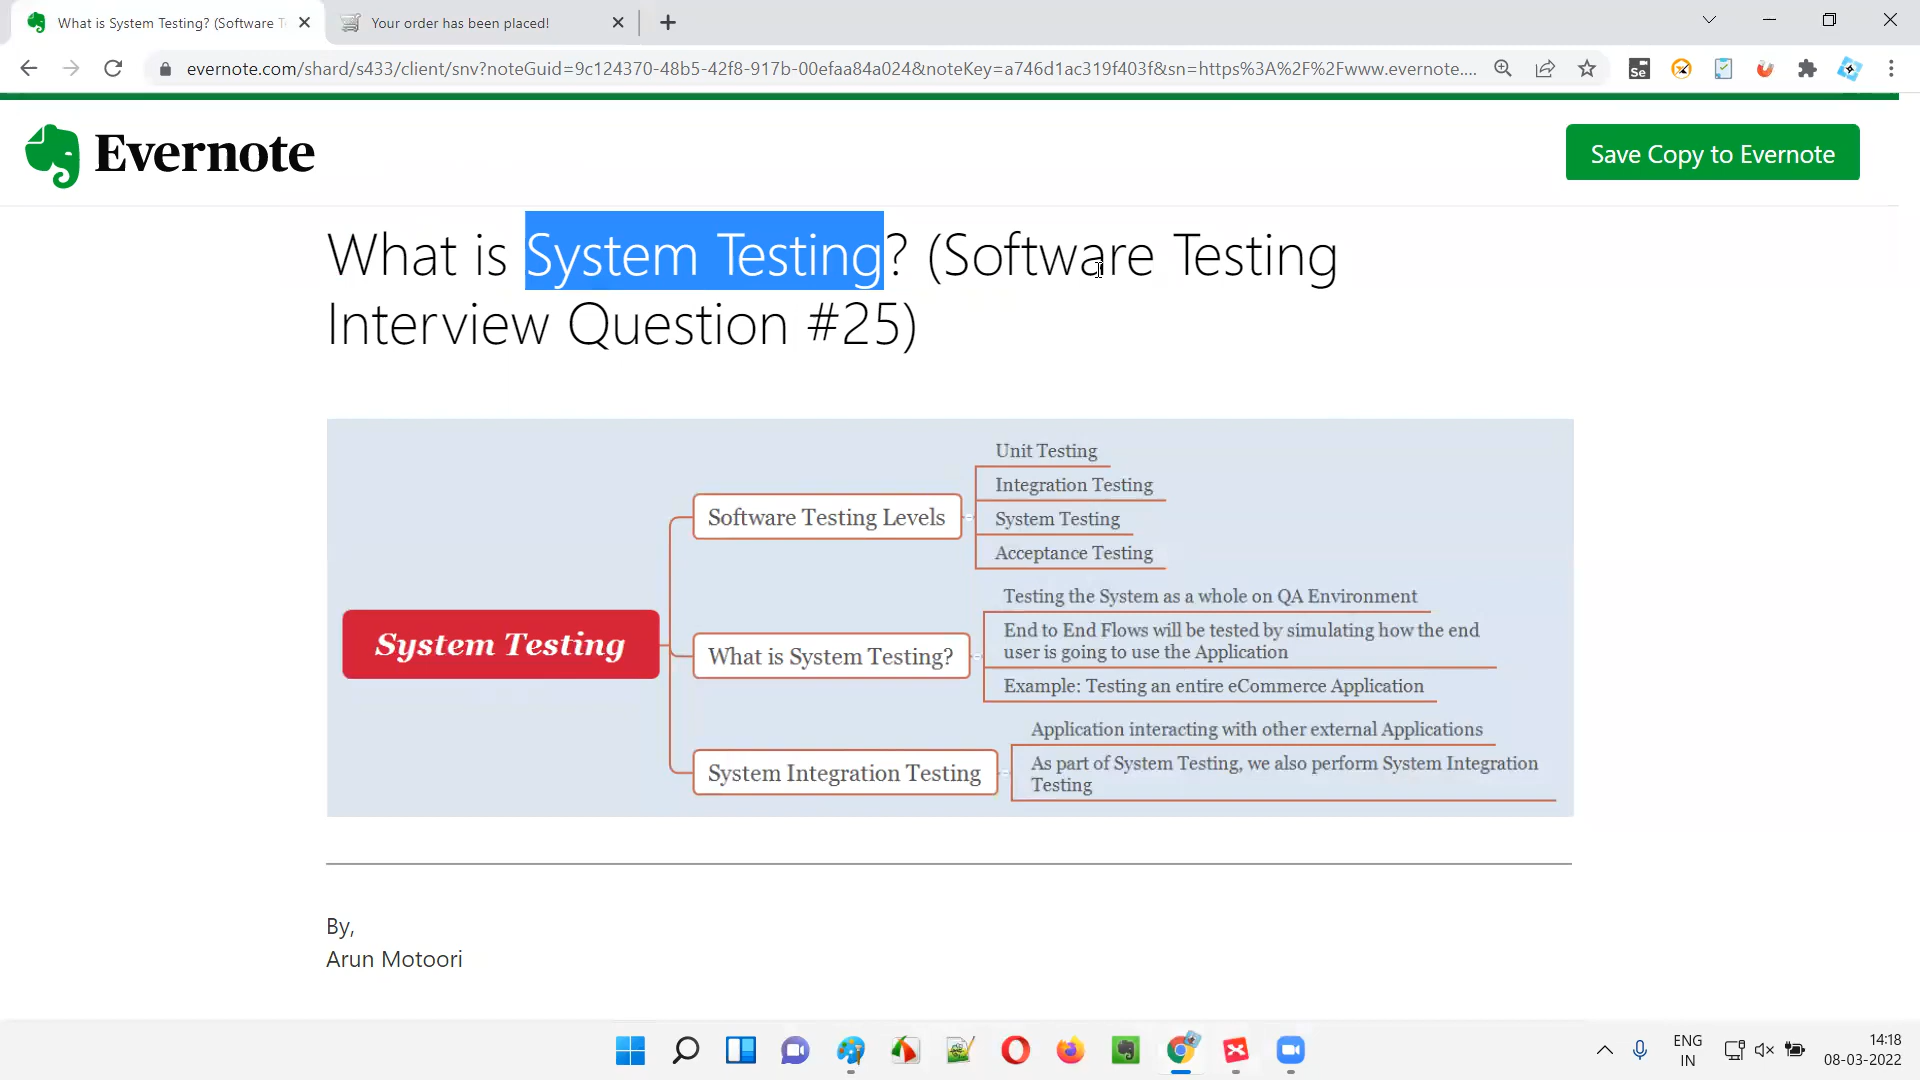 What is System Testing? (Software T
Your order has been placed!
evernote.com/shard/s433/client/snv?noteGuid=9c124370-48b5-42f8-917b-00efaa84a024&noteKey=a746d1ac319f403f&sn=https%3A%2F%2Fwww.evernote....
Evernote
Save Copy to Evernote
What is System Testing? (Software Testing
Interview Question #25)
Unit Testing
Integration Testing
Software Testing Levels
System Testing
Acceptance Testing
Testing the System as a whole on QA Environment
End to End Flows will be tested by simulating how the end
user is going to use the Application
System Testing
What is System Testing?
Example: Testing an entire eCommerce Application
Application interacting with other external Applications
System Integration Testing
As part of System Testing, we also perform System Integration
Testing
By,
Arun Motoori
ENG
IN
14:18
08-03-2022
Se